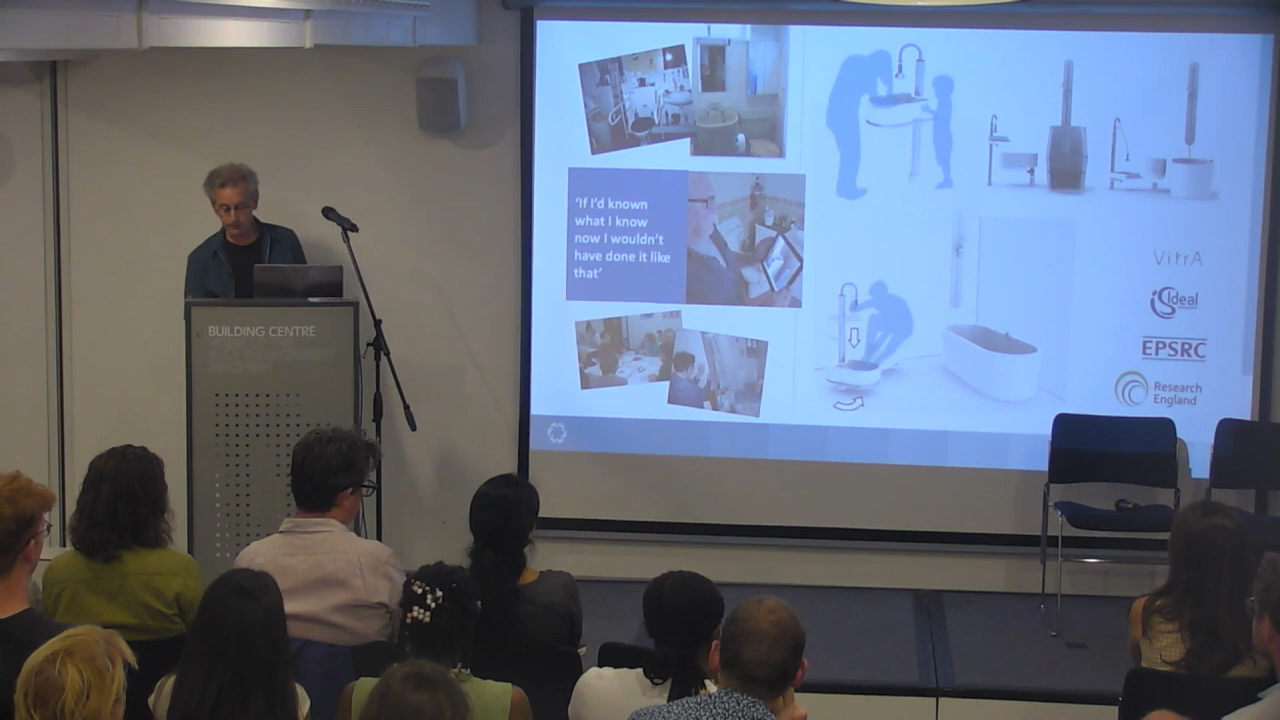 BUILDING CENTRE
'If I'd known
what I know
now I wouldn't
have done it like
that'
VitrA
Ideal
EPSRC
Research
England